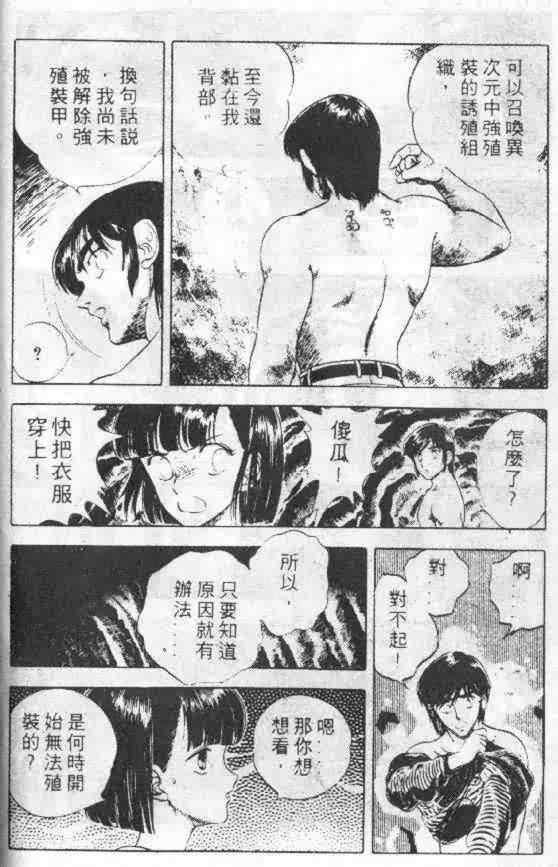 可以召喚異
次元中強殖
裝的誘殖組
織，
至今還
黏在我
背部。
換句話說
，我尚未
被解除強
殖裝甲。
？
怎麼了？
傻瓜！
快把衣服
穿上！
啊……
對……
對不起！
所以，
只要知道
原因就有
辦法……。
嗯……
那你想
想看，
是何時開
始無法殖
裝的？